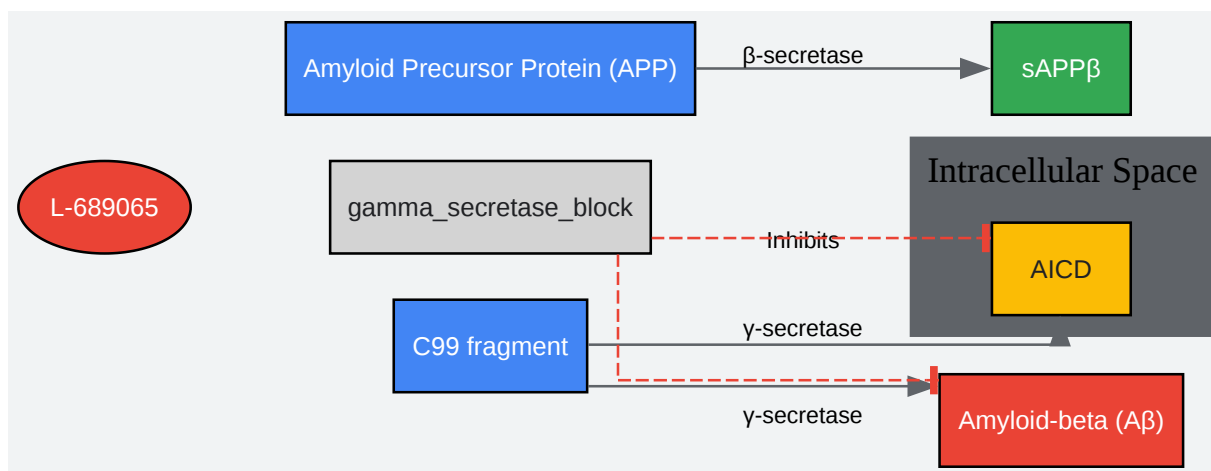 Amyloid Precursor Protein (APP)
β-secretase
sAPPβ
Intracellular Space
L-689065
gamma_secretase_block
Inhibits
AICD
C99 fragment
γ-secretase
γ-secretase
Amyloid-beta (Aβ)